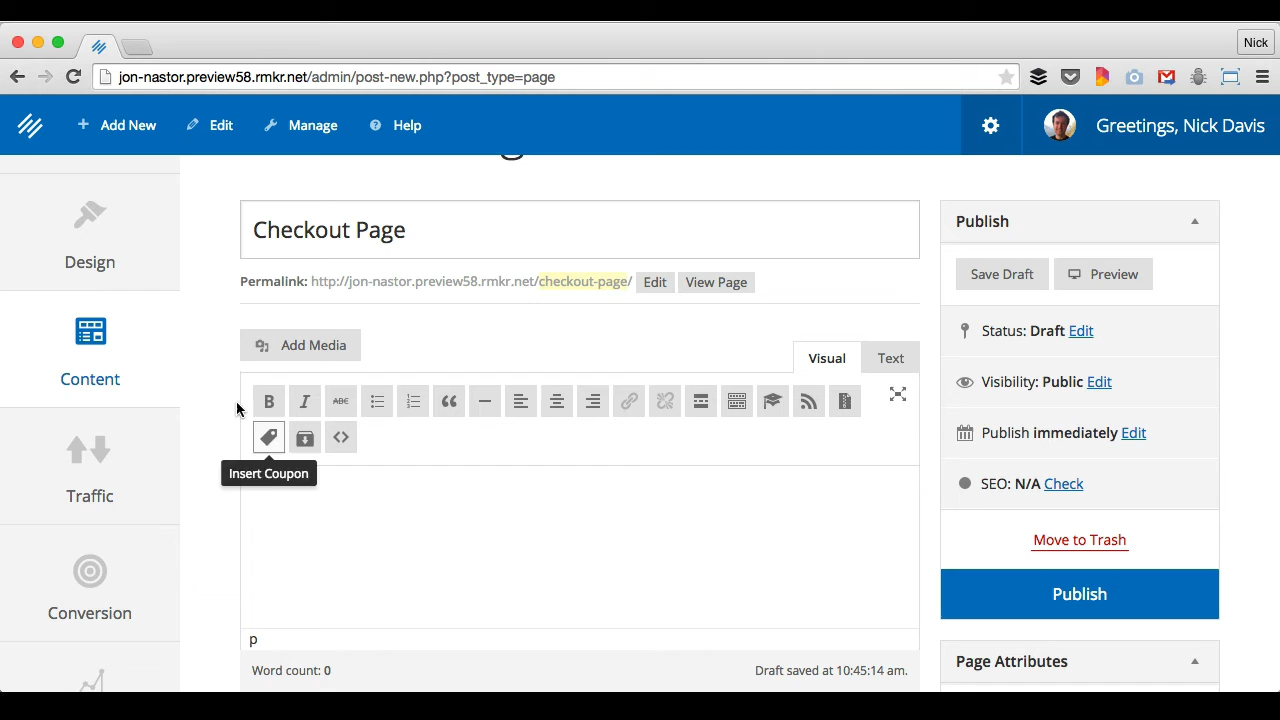 Nick
jon-nastor.preview58.rmkr.net/admin/post-new.php?post_type=page
+ Add New
Edit
Manage
Help
Greetings, Nick Davis
Design
Content
Traffic
Conversion
Checkout Page
Permalink: http://jon-nastor.preview58.rmkr.net/checkout-page/ Edit View Page
Add Media
Visual Text
B I ABC
Insert Coupon
p
Word count: 0
Draft saved at 10:45:14 am.
Publish
Save Draft Preview
Status: Draft Edit
Visibility: Public Edit
Publish immediately Edit
SEO: N/A Check
Move to Trash
Publish
Page Attributes